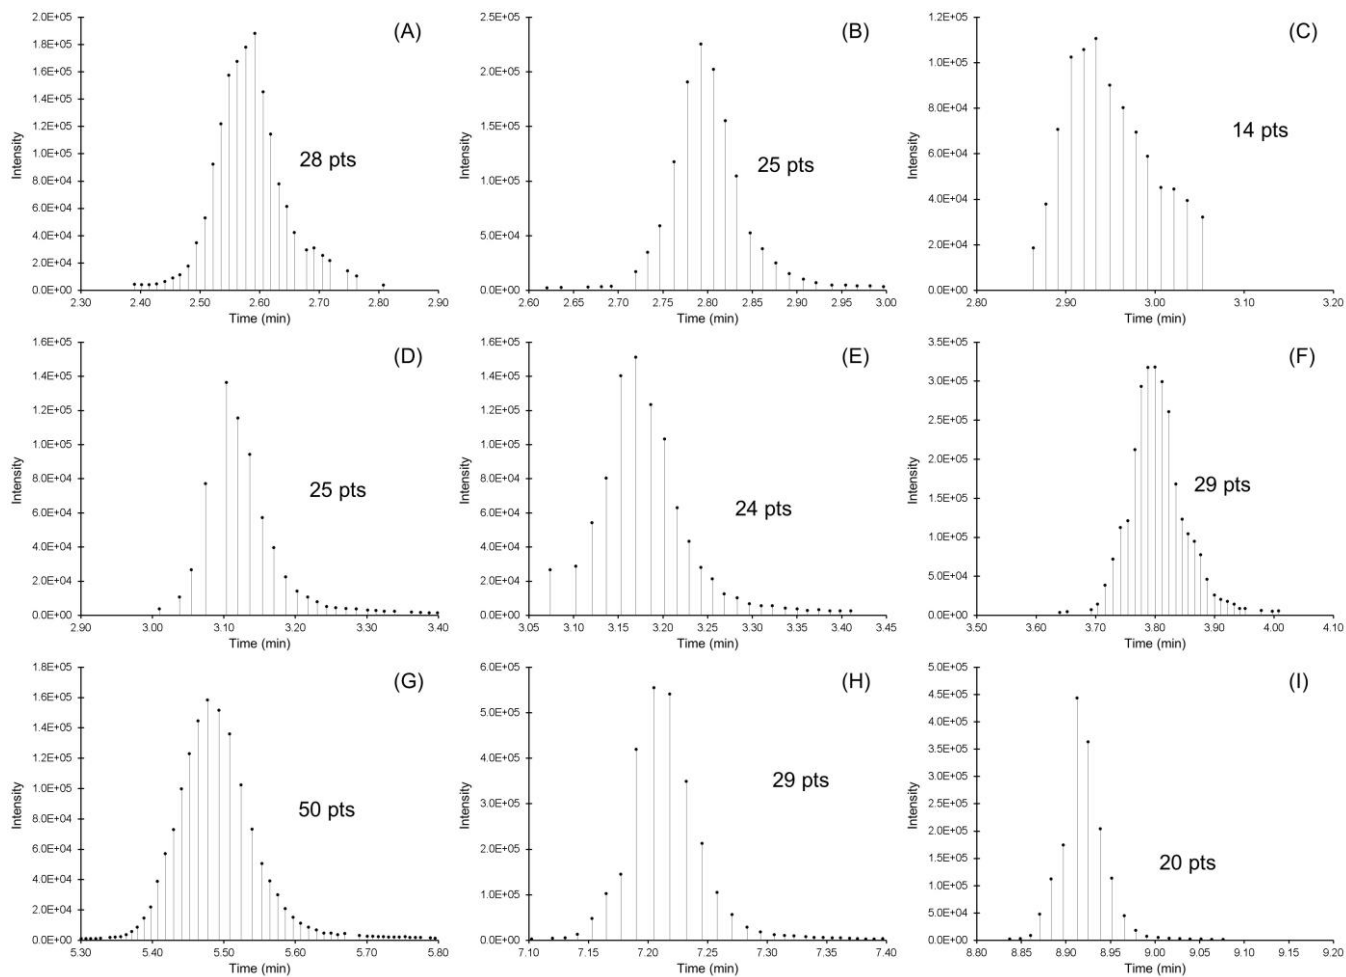 2.0E+05
1.8E+05
1.6E+05
1.4E+05
1.2E+05
1.0E+05
8.0E+04
6.0E+04
4.0E+04
2.0E+04
0.0E+00
Intensity
(A)
28 pts
2.30 2.40 2.50 2.60 2.70 2.80 2.90
Time (min)
2.5E+05
2.0E+05
1.5E+05
1.0E+05
5.0E+04
0.0E+00
Intensity
(B)
25 pts
2.60 2.65 2.70 2.75 2.80 2.85 2.90 2.95 3.00
Time (min)
1.2E+05
1.0E+05
8.0E+04
6.0E+04
4.0E+04
2.0E+04
0.0E+00
Intensity
(C)
14 pts
2.80 2.90 3.00 3.10 3.20
Time (min)
1.6E+05
1.4E+05
1.2E+05
1.0E+05
8.0E+04
6.0E+04
4.0E+04
2.0E+04
0.0E+00
Intensity
(D)
25 pts
2.90 3.00 3.10 3.20 3.30 3.40
Time (min)
1.6E+05
1.4E+05
1.2E+05
1.0E+05
8.0E+04
6.0E+04
4.0E+04
2.0E+04
0.0E+00
Intensity
(E)
24 pts
3.05 3.10 3.15 3.20 3.25 3.30 3.35 3.40 3.45
Time (min)
3.5E+05
3.0E+05
2.5E+05
2.0E+05
1.5E+05
1.0E+05
5.0E+04
0.0E+00
Intensity
(F)
29 pts
3.50 3.60 3.70 3.80 3.90 4.00 4.10
Time (min)
1.8E+05
1.6E+05
1.4E+05
1.2E+05
1.0E+05
8.0E+04
6.0E+04
4.0E+04
2.0E+04
0.0E+00
Intensity
(G)
50 pts
5.30 5.40 5.50 5.60 5.70 5.80
Time (min)
6.0E+05
5.0E+05
4.0E+05
3.0E+05
2.0E+05
1.0E+05
0.0E+00
Intensity
(H)
29 pts
7.10 7.15 7.20 7.25 7.30 7.35 7.40
Time (min)
5.0E+05
4.5E+05
4.0E+05
3.5E+05
3.0E+05
2.5E+05
2.0E+05
1.5E+05
1.0E+05
5.0E+04
0.0E+00
Intensity
(I)
20 pts
8.80 8.85 8.90 8.95 9.00 9.05 9.10 9.15 9.20
Time (min)